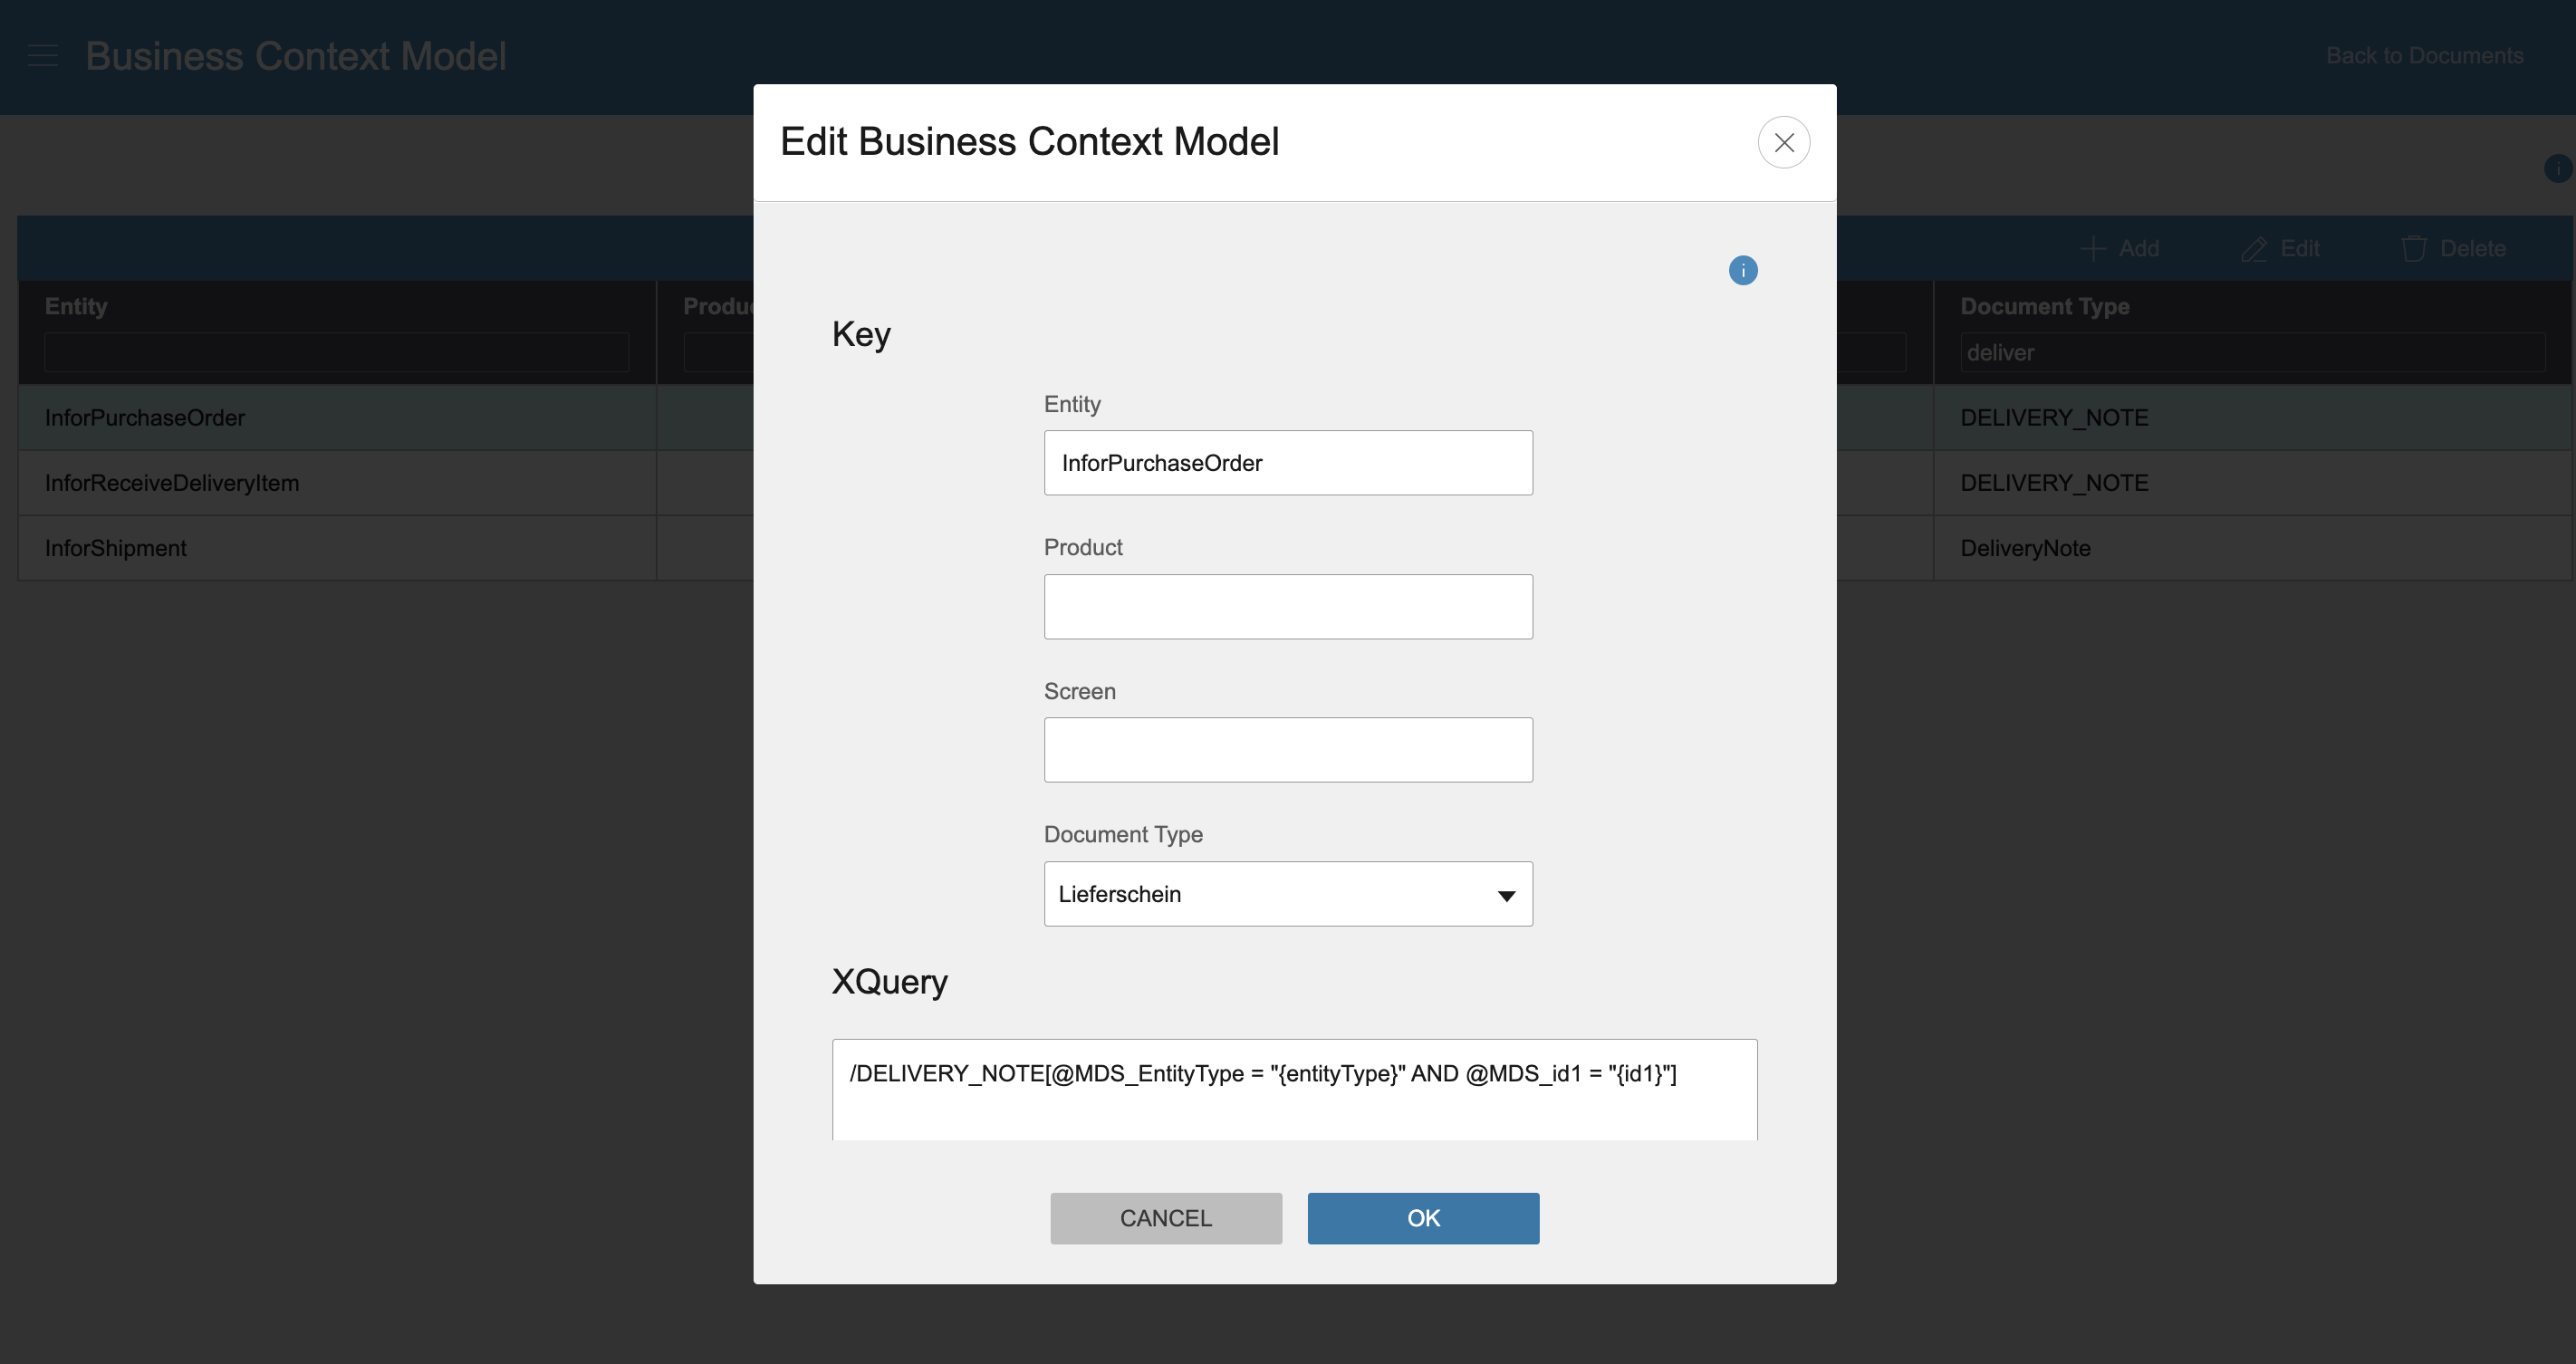 Business Context Model
Back to Documents
Edit Business Context Model
Add
Edit
Delete
Entity
Document Type
deliver
Key
Entity
InforPurchaseOrder
DELIVERY_NOTE
InforPurchaseOrder
InforReceiveDeliveryItem
DELIVERY_NOTE
Product
InforShipment
DeliveryNote
Screen
Document Type
Lieferschein
XQuery
/DELIVERY_NOTE[@MDS_EntityType = "{entityType}" AND @MDS_id1 = "{id1}"]
CANCEL
OK